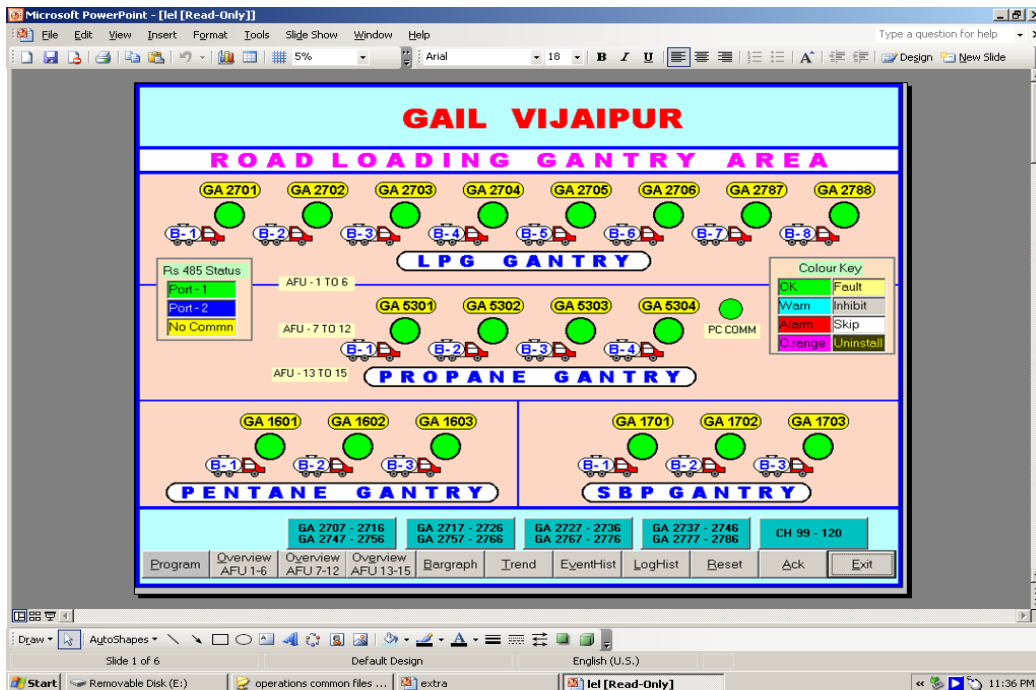 Microsoft PowerPoint - [lel [Read-Only]]
File Edit View Insert Format Tools Slide Show Window Help Type a question for help
5% Arial 18 B I U A Design New Slide
GAIL VIJAIPUR
ROAD LOADING GANTRY AREA
GA 2701 GA 2702 GA 2703 GA 2704 GA 2705 GA 2706 GA 2787 GA 2788
B-1 B-2 B-3 B-4 B-5 B-6 B-7 B-8
LPG GANTRY
Rs 485 Status
Port-1
Port-2
No Commn
AFU - 1 TO 6
Colour Key
OK Fault
Warn Inhibit
Alarm Skip
O.range Uninstall
GA 5301 GA 5302 GA 5303 GA 5304
AFU - 7 TO 12
PC COMM
B-1 B-2 B-3 B-4
AFU - 13 TO 15
PROPANE GANTRY
GA 1601 GA 1602 GA 1603
B-1 B-2 B-3
PENTANE GANTRY
GA 1701 GA 1702 GA 1703
B-1 B-2 B-3
SBP GANTRY
GA 2707 - 2716 GA 2717 - 2726 GA 2727 - 2736 GA 2737 - 2746 CH 99 - 120
GA 2747 - 2756 GA 2757 - 2766 GA 2767 - 2776 GA 2777 - 2786
Program Overview AFU 1-6 Overview AFU 7-12 Overview AFU 13-15 Bargraph Trend EventHist LogHist Reset Ack Exit
Draw AutoShapes A
Slide 1 of 6 Default Design English (U.S.)
Start Removable Disk (E:) operations common files ... extra lel [Read-Only] 11:36 PM